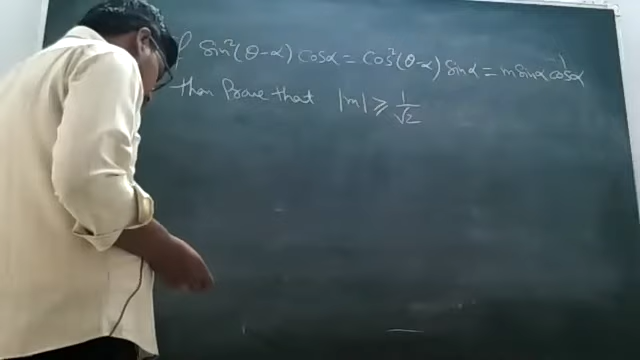 f sin²(θ-α) cosα = cos²(θ-α) sinα = m sinα cosα
then Prove that |m| ≥ 1/√2